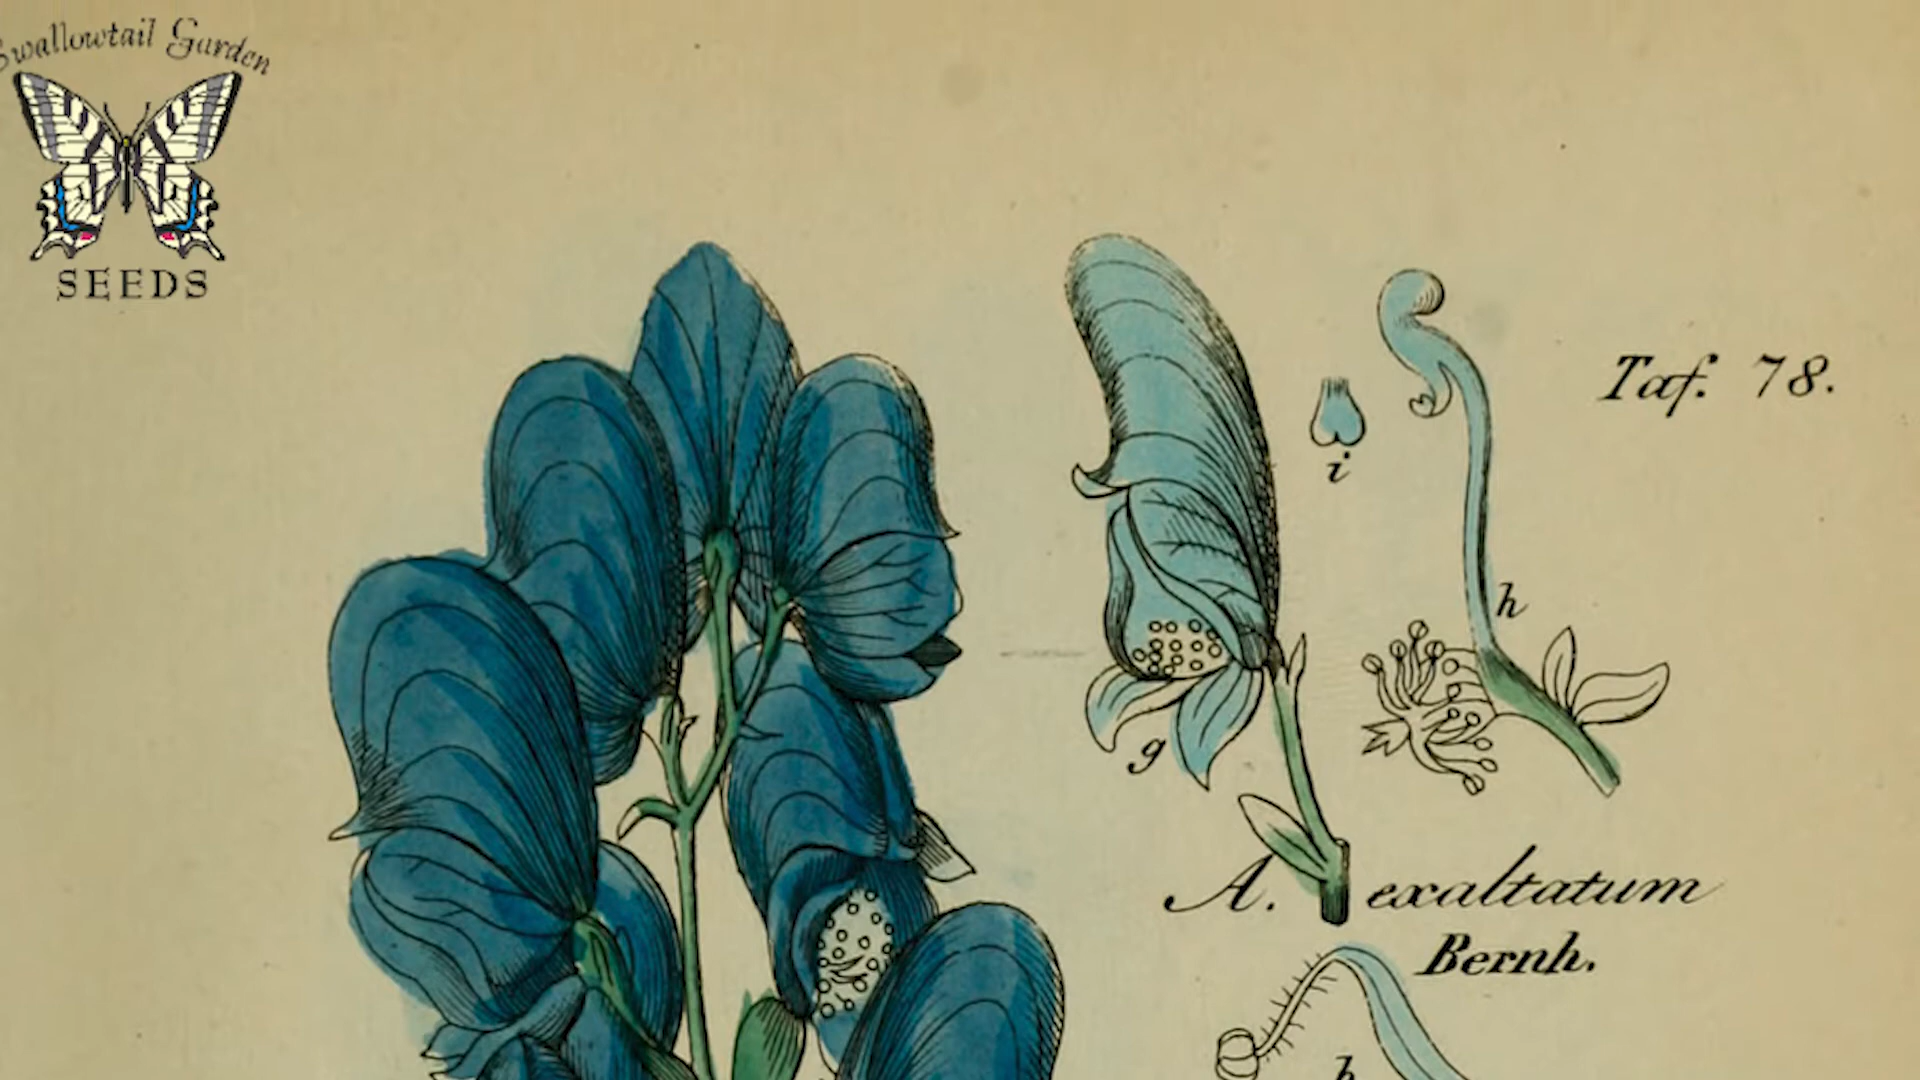 Swallowtail Garden
SEEDS
Taf. 78.
i
h
g
A. exaltatum
Bernh.
h